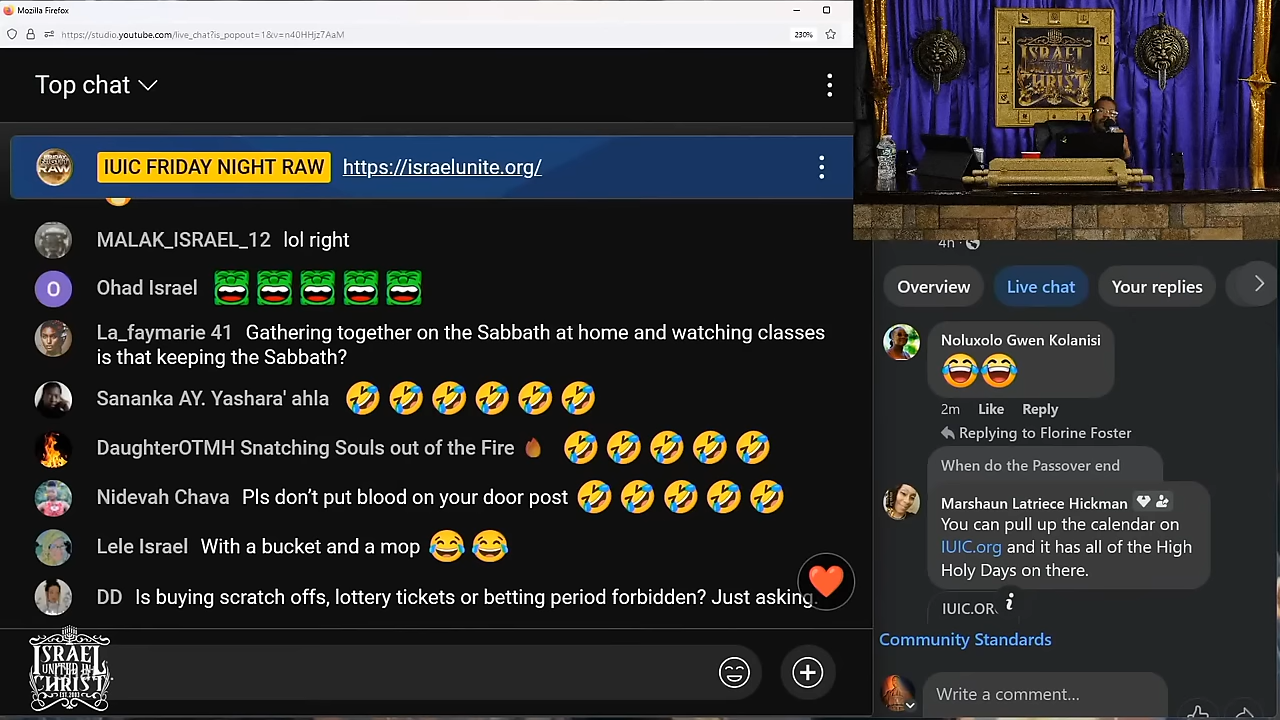 Mozilla Firefox
https://studio.youtube.com/live_chat?is_popout=1&v=n40HHjz7AaM
230%
Top chat
IUIC FRIDAY NIGHT RAW https://israelunite.org/
MALAK_ISRAEL_12 lol right
O Ohad Israel
La_faymarie 41 Gathering together on the Sabbath at home and watching classes
is that keeping the Sabbath?
Sananka AY. Yashara' ahla 🤣🤣🤣🤣🤣🤣
DaughterOTMH Snatching Souls out of the Fire 🔥 🤣🤣🤣🤣🤣
Nidevah Chava Pls don’t put blood on your door post 🤣🤣🤣🤣🤣
Lele Israel With a bucket and a mop 😂😂
DD Is buying scratch offs, lottery tickets or betting period forbidden? Just asking.
ISRAEL
UNITED IN
CHRIST
EST. 2003
ISRAEL
UNITED IN
CHRIST
4h
Overview
Live chat
Your replies
Noluxolo Gwen Kolanisi
😂😂
2m Like Reply
Replying to Florine Foster
When do the Passover end
Marshaun Latriece Hickman
You can pull up the calendar on
IUIC.org and it has all of the High
Holy Days on there.
Community Standards
Write a comment...